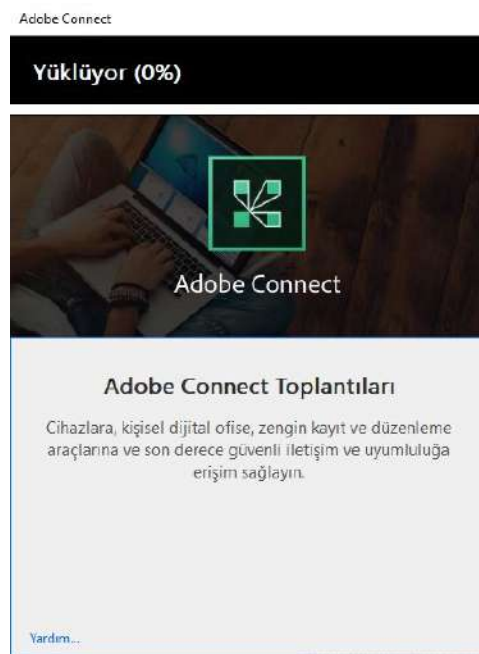 Adobe Connect
Yüklüyor (0%)
Adobe Connect
Adobe Connect Toplantıları
Cihazlara, kişisel dijital ofise, zengin kayıt ve düzenleme
araçlarına ve son derece güvenli iletişim ve uyumluluğa
erişim sağlayın.
Yardım...